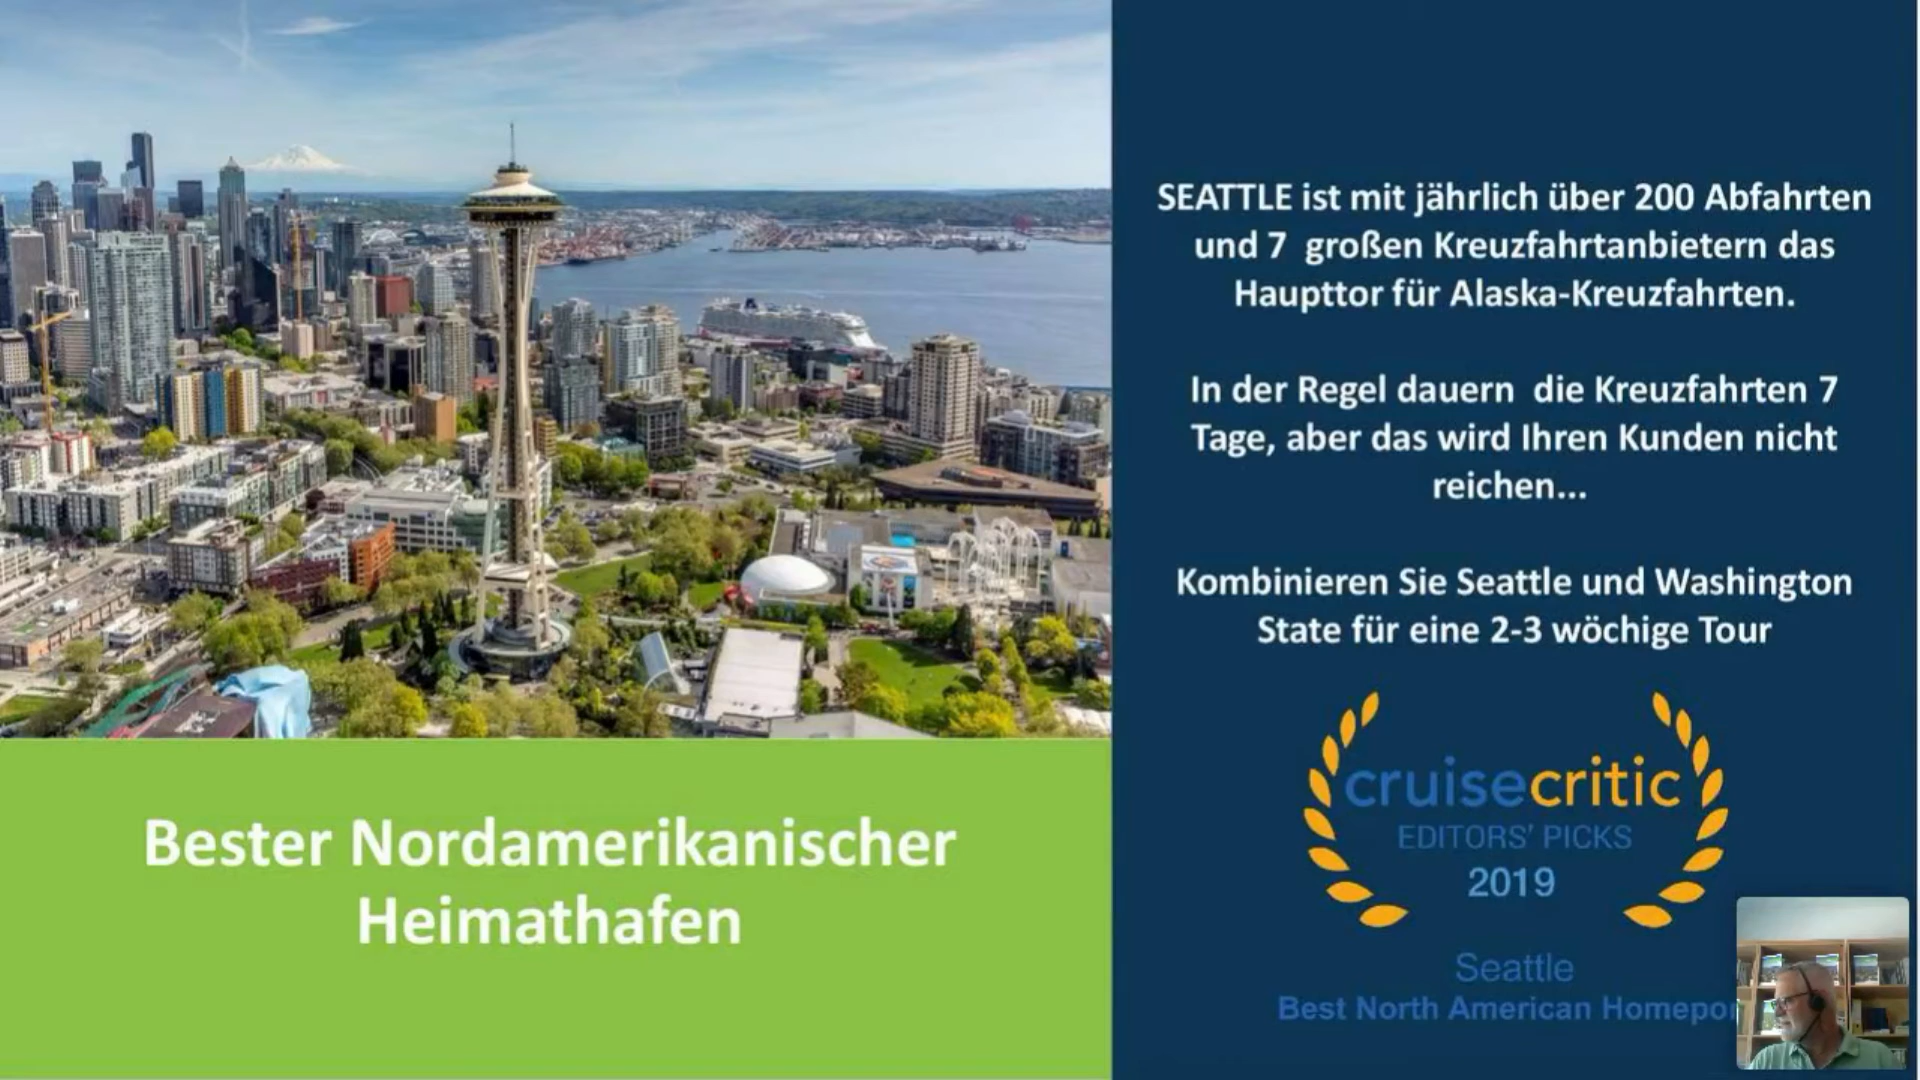 SEATTLE ist mit jährlich über 200 Abfahrten
und 7 großen Kreuzfahrtanbietern das
Haupttor für Alaska-Kreuzfahrten.
In der Regel dauern die Kreuzfahrten 7
Tage, aber das wird Ihren Kunden nicht
reichen...
Kombinieren Sie Seattle und Washington
State für eine 2-3 wöchige Tour
cruisecritic
EDITORS' PICKS
2019
Seattle
Best North American
Bester Nordamerikanischer
Heimathafen